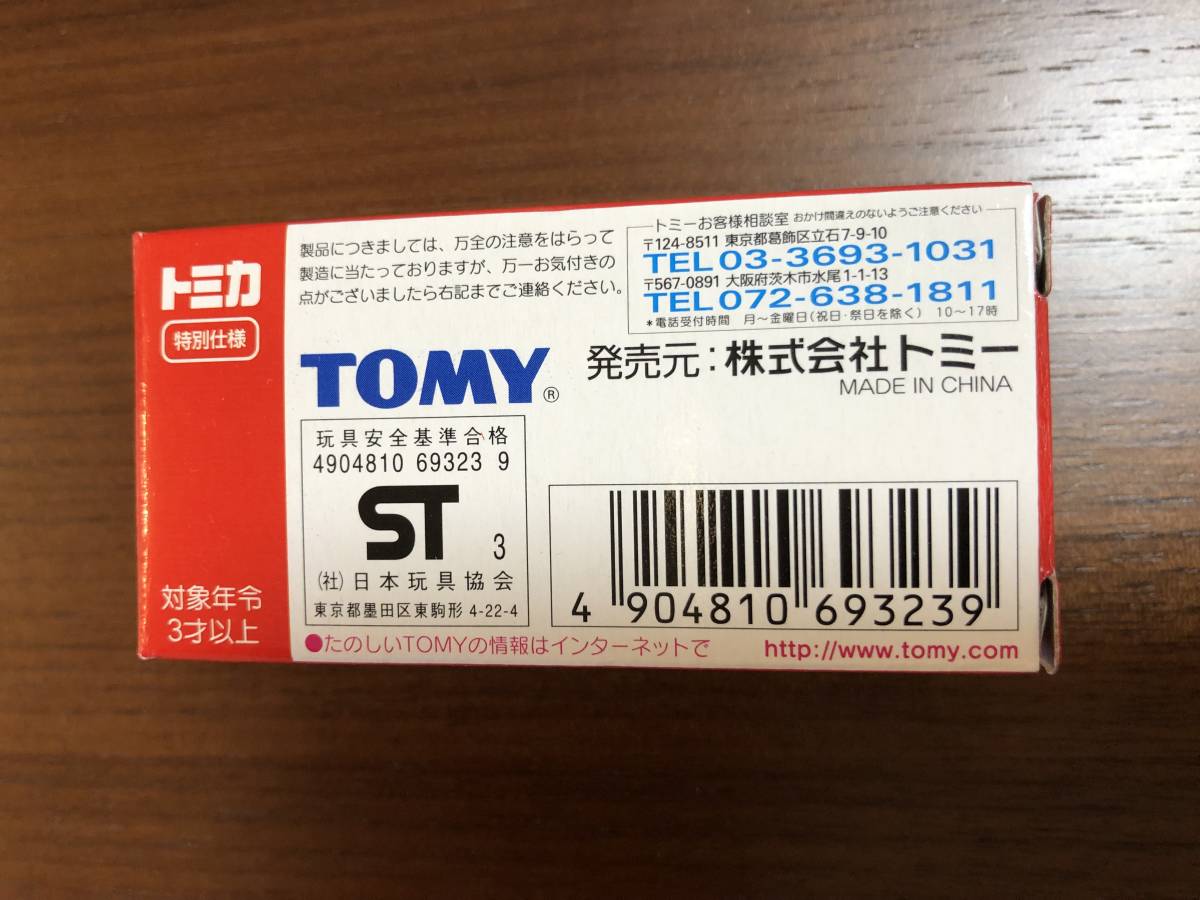 トミカ
特別仕様
対象年令
3才以上
製品につきましては、万全の注意をはらって
製造に当たっておりますが、万一お気付きの
点がございましたら右記までご連絡ください。
トミーお客様相談室 おかけ間違えのないようご注意ください
〒124-8511 東京都葛飾区立石7-9-10
TEL 03-3693-1031
〒567-0891 大阪府茨木市水尾1-1-13
TEL 072-638-1811
*電話受付時間 月~金曜日(祝日・祭日を除く) 10~17時
TOMY®
発売元:株式会社トミー
MADE IN CHINA
玩具安全基準合格
4904810 69323 9
ST 3
(社)日本玩具協会
東京都墨田区東駒形 4-22-4
4 904810 693239
●たのしいTOMYの情報はインターネットで http://www.tomy.com